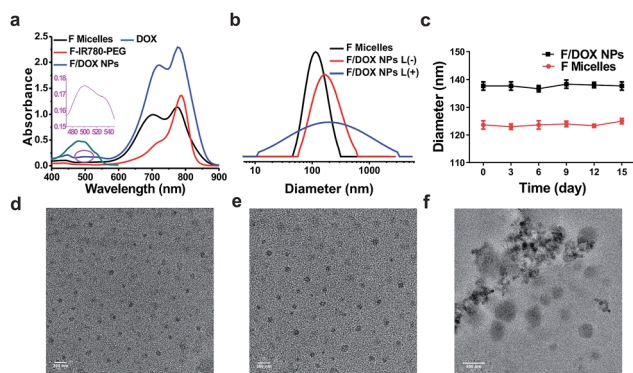 a
F Micelles DOX
F-IR780-PEG
F/DOX NPs
2.5
2.0
1.5
1.0
0.5
0.0
Absorbance
0.18
0.17
0.16
0.15
480 500 520 540
400 500 600 700 800 900
Wavelength (nm)
b
F Micelles
F/DOX NPs L(-)
F/DOX NPs L(+)
10 100 1000
Diameter (nm)
c
F/DOX NPs
F Micelles
150
140
130
120
110
Diameter (nm)
0 3 6 9 12 15
Time (day)
d
e
f